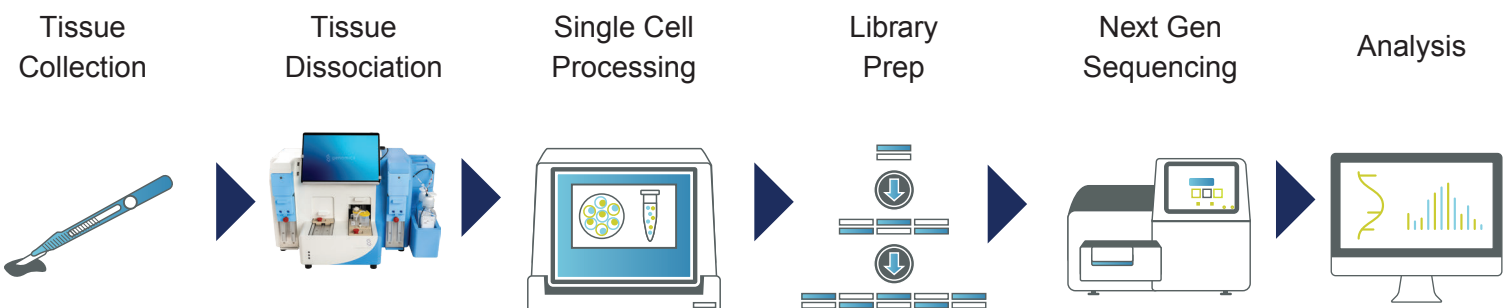 Tissue
Collection
Tissue
Dissociation
Single Cell
Processing
Library
Prep
Next Gen
Sequencing
Analysis